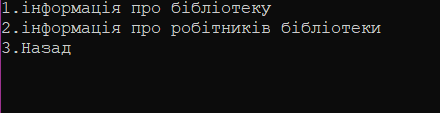 1.інформація про бібліотеку
2.інформація про робітників бібліотеки
3.Назад